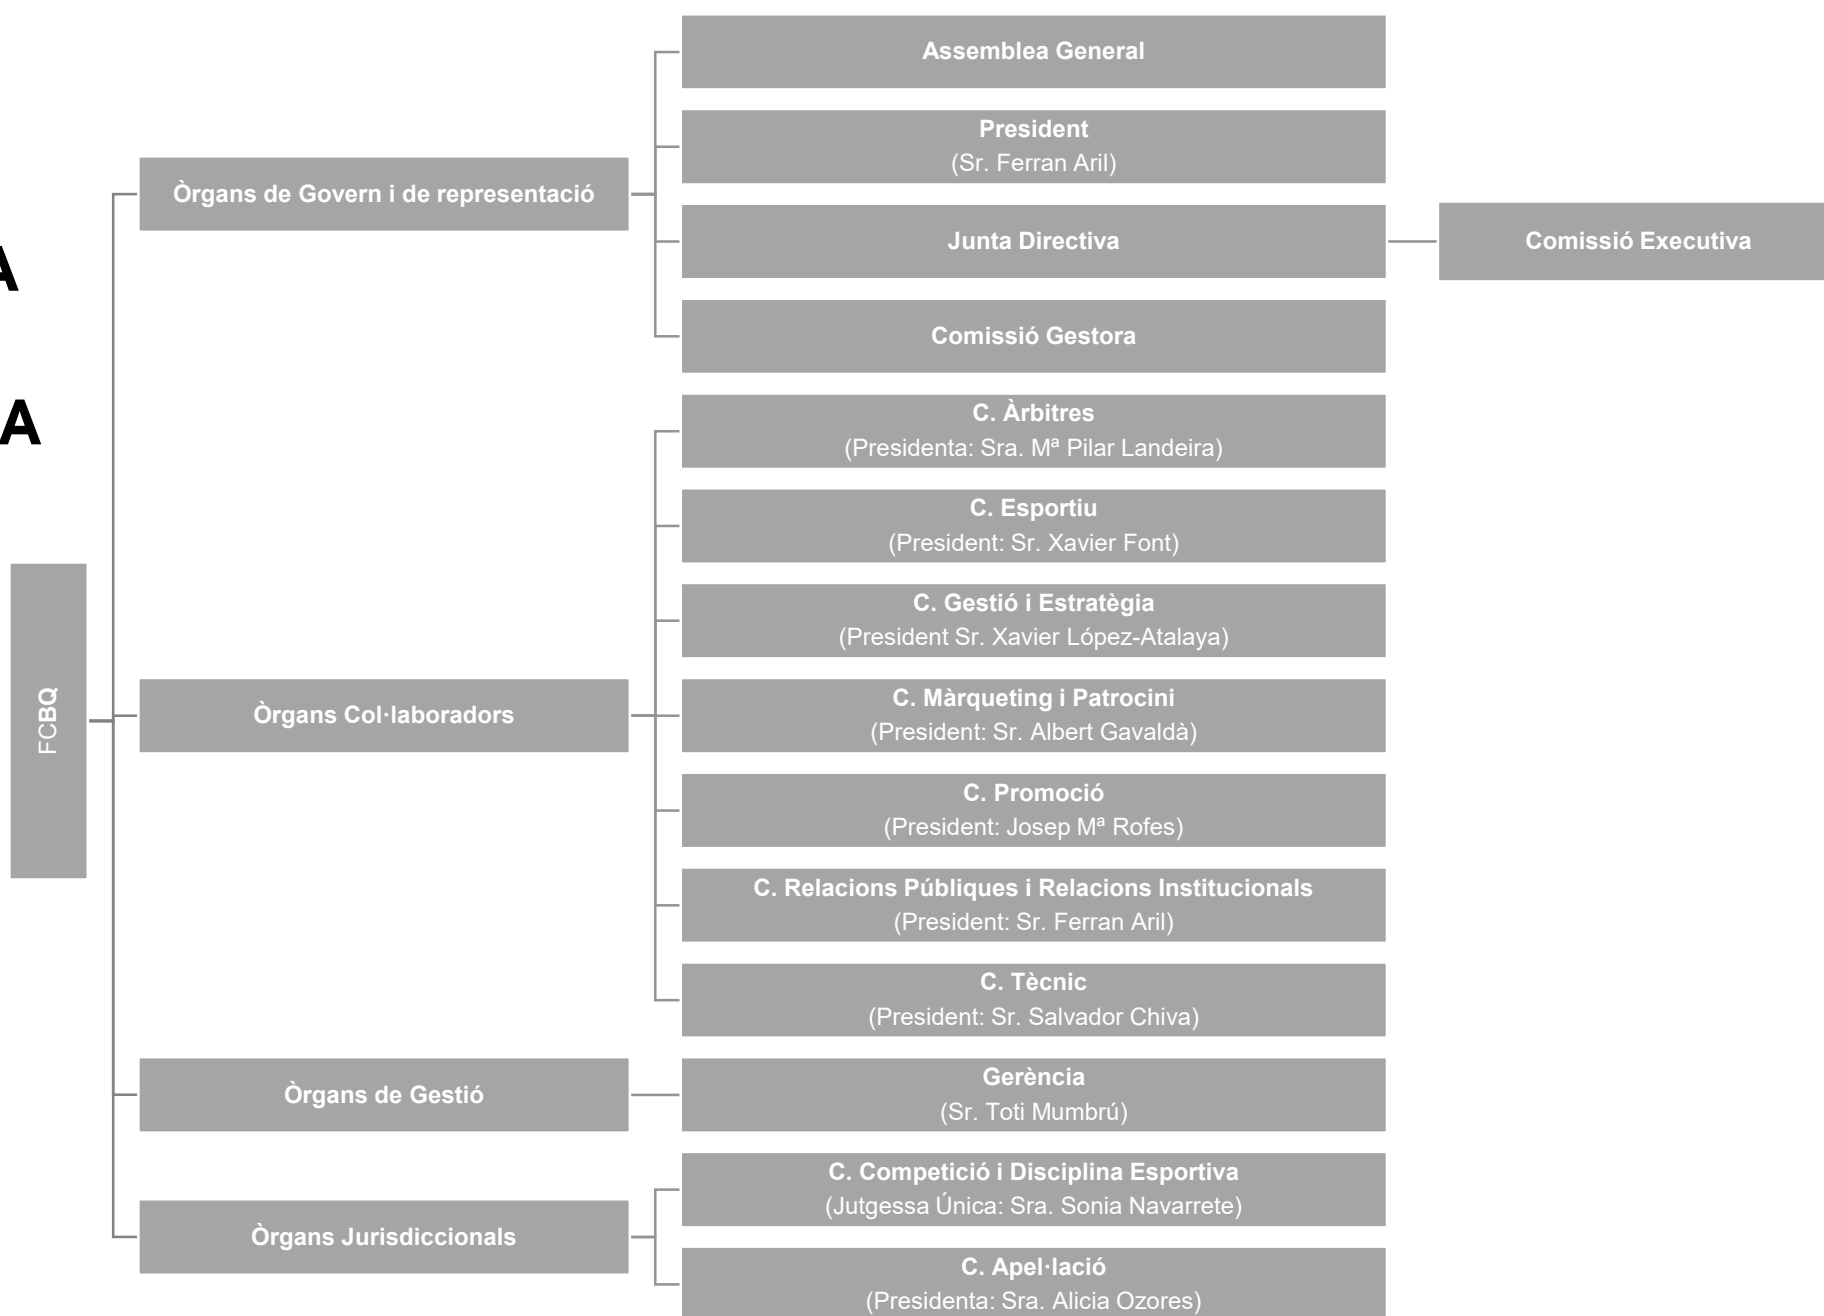 A
A
FCBQ
Òrgans de Govern i de representació
Assemblea General
President
(Sr. Ferran Aril)
Junta Directiva
Comissió Executiva
Comissió Gestora
Òrgans Col·laboradors
C. Àrbitres
(Presidenta: Sra. Mª Pilar Landeira)
C. Esportiu
(President: Sr. Xavier Font)
C. Gestió i Estratègia
(President Sr. Xavier López-Atalaya)
C. Màrqueting i Patrocini
(President: Sr. Albert Gavaldà)
C. Promoció
(President: Josep Mª Rofes)
C. Relacions Públiques i Relacions Institucionals
(President: Sr. Ferran Aril)
C. Tècnic
(President: Sr. Salvador Chiva)
Òrgans de Gestió
Gerència
(Sr. Toti Mumbrú)
Òrgans Jurisdiccionals
C. Competició i Disciplina Esportiva
(Jutgessa Única: Sra. Sonia Navarrete)
C. Apel·lació
(Presidenta: Sra. Alicia Ozores)